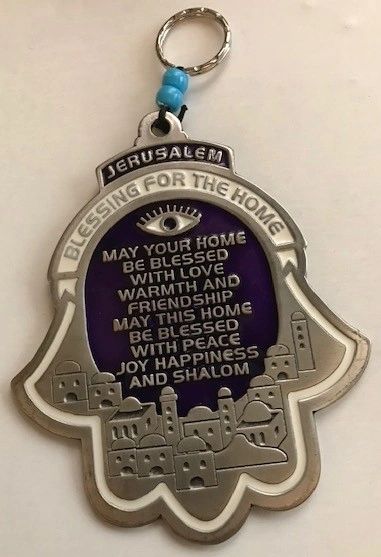 JERUSALEM
BLESSING FOR THE HOME
MAY YOUR HOME
BE BLESSED
WITH LOVE
WARMTH AND
FRIENDSHIP
MAY THIS HOME
BE BLESSED
WITH PEACE
JOY HAPPINESS
AND SHALOM